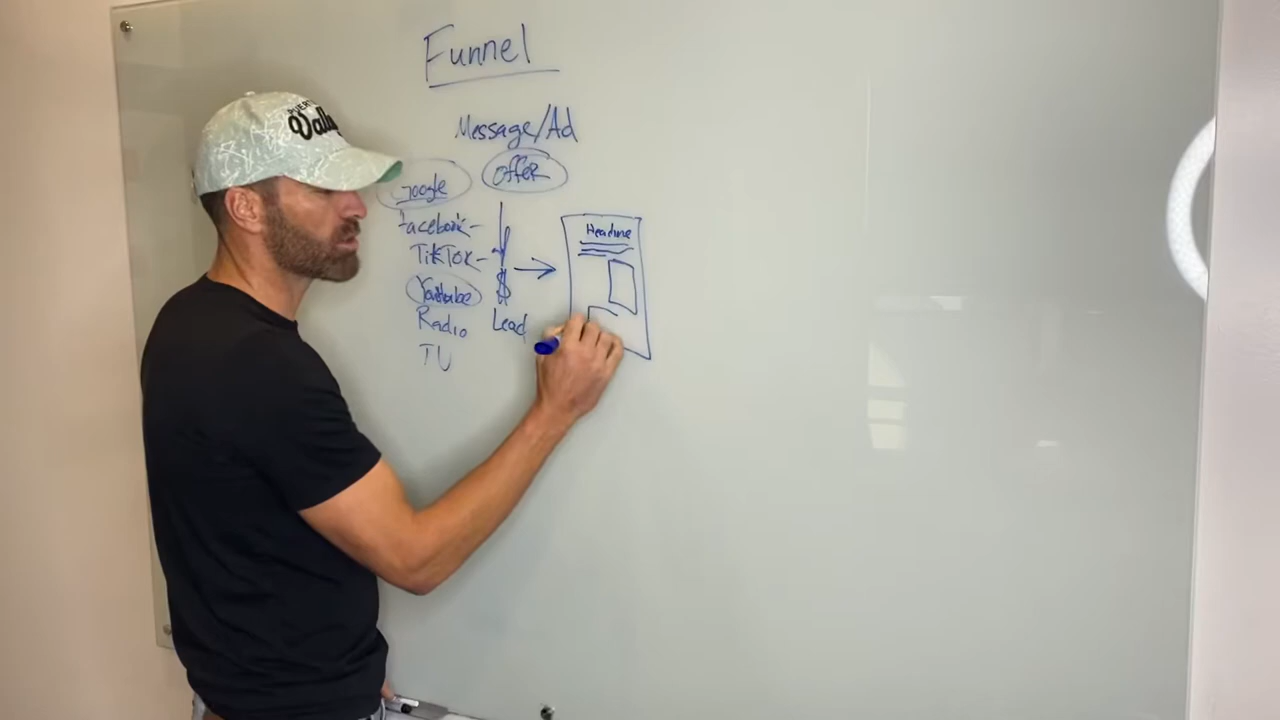 Funnel
Message/Ad
Google
Offer
Facebook-
TikTok-
Youtube
$
Radio
Lead
TV
Headline